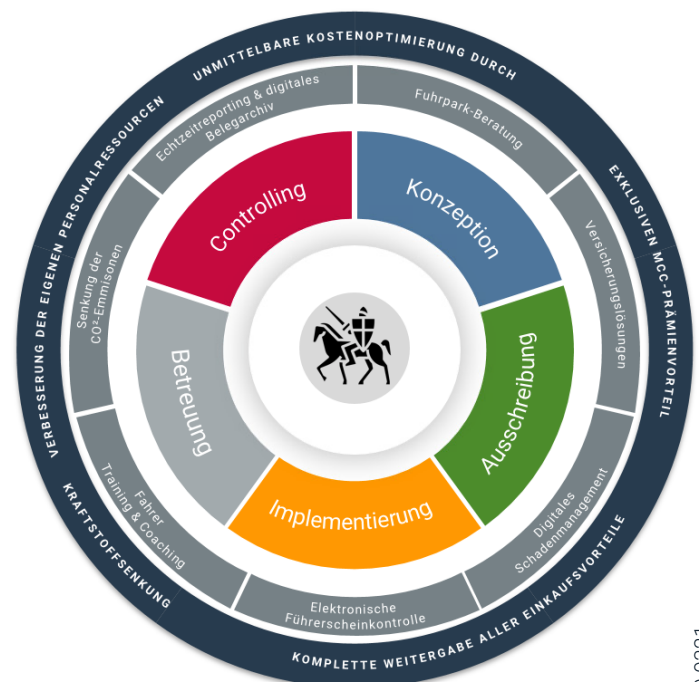 UNMITTELBARE KOSTENOPTIMIERUNG DURCH
EXKLUSIVEN MCC-PRÄMIENVORTEIL
KOMPLETTE WEITERGABE ALLER EINKAUFSVORTEILE
KRAFTSTOFFSENKUNG
VERBESSERUNG DER EIGENEN PERSONALRESSOURCEN
Fuhrpark-Beratung
Versicherungslösungen
Digitales
Schadenmanagement
Elektronische
Führerscheinkontrolle
Fahrer
Training & Coaching
Senkung der
CO²-Emmisonen
Echtzeitreporting & digitales
Belegarchiv
Konzeption
Ausschreibung
Implementierung
Betreuung
Controlling